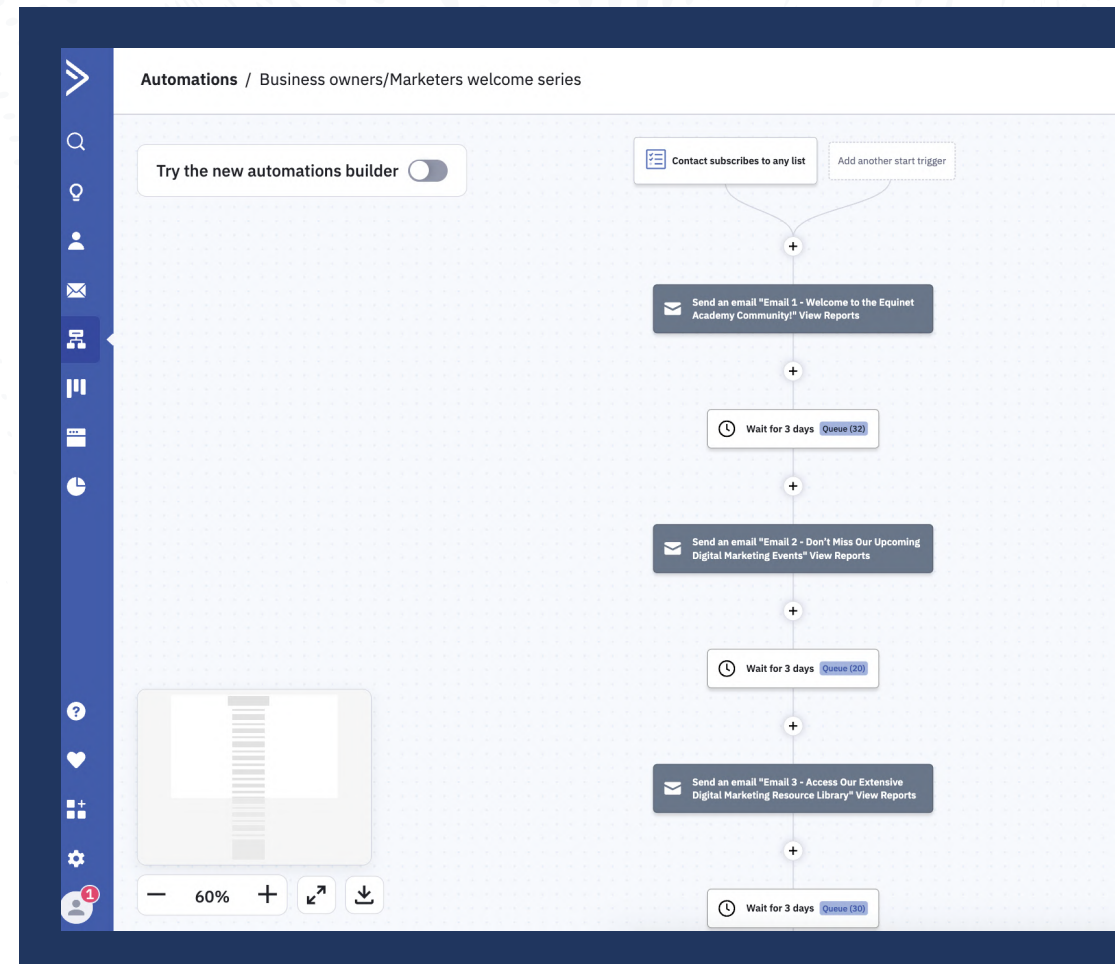 Automations / Business owners/Marketers welcome series
Try the new automations builder
Contact subscribes to any list
Add another start trigger
Send an email "Email 1 - Welcome to the Equinet
Academy Community!" View Reports
Wait for 3 days Queue (32)
Send an email "Email 2 - Don't Miss Our Upcoming
Digital Marketing Events" View Reports
Wait for 3 days Queue (20)
Send an email "Email 3 - Access Our Extensive
Digital Marketing Resource Library" View Reports
Wait for 3 days Queue (30)
60%
1